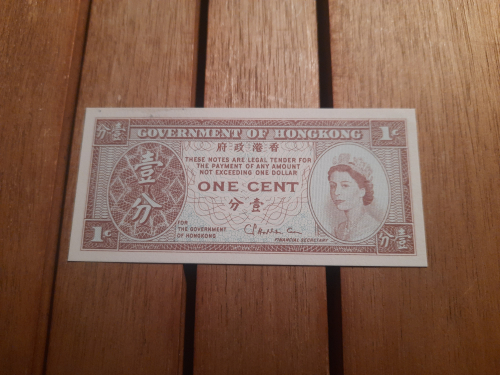 分壹
GOVERNMENT OF HONGKONG
1c
府政港香
THESE NOTES ARE LEGAL TENDER FOR
THE PAYMENT OF ANY AMOUNT
NOT EXCEEDING ONE DOLLAR
壹分
ONE CENT
分壹
FOR
THE GOVERNMENT
OF HONGKONG
FINANCIAL SECRETARY
1c
分壹